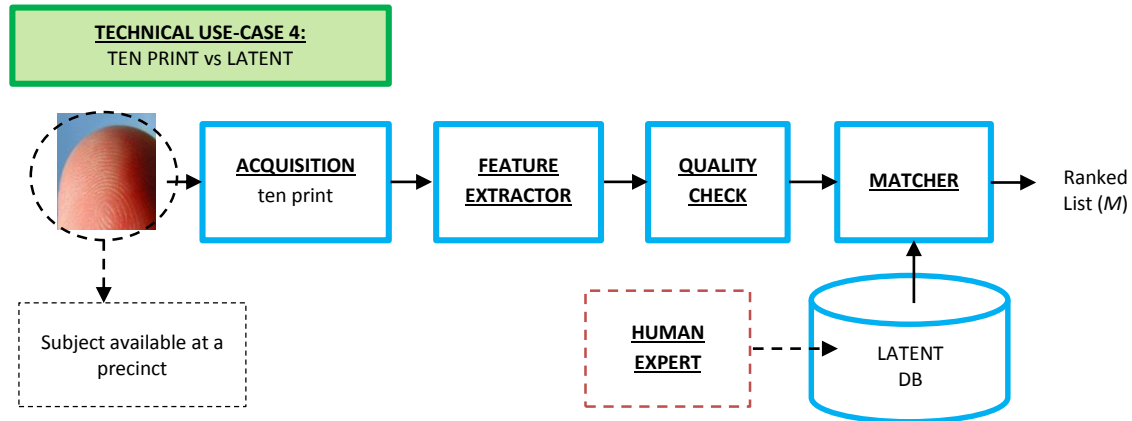 TECHNICAL USE-CASE 4:
TEN PRINT vs LATENT
ACQUISITION
ten print
FEATURE
EXTRACTOR
QUALITY
CHECK
MATCHER
Ranked
List (M)
Subject available at a
precinct
HUMAN
EXPERT
LATENT
DB